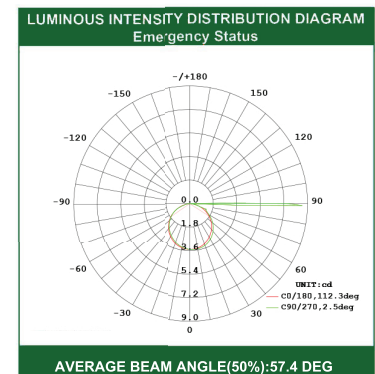 LUMINOUS INTENSITY DISTRIBUTION DIAGRAM
Emergency Status
-/+180
-150 150
-120 120
-90 0.0 90
1.8
3.6
-60 5.4 60
UNIT:cd
7.2 C0/180,112.3deg
-30 30 C90/270,2.5deg
9.0
0
AVERAGE BEAM ANGLE(50%):57.4 DEG